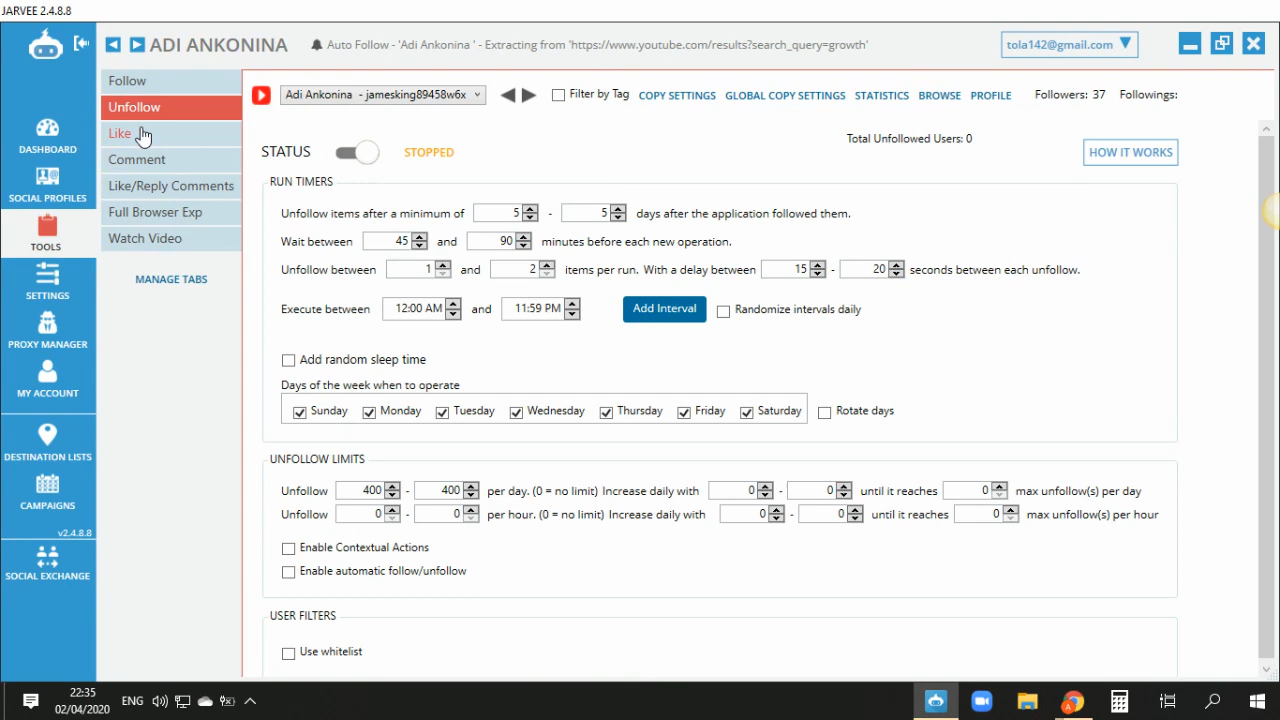 JARVEE 2.4.8.8
ADI ANKONINA
Auto Follow - 'Adi Ankonina ' - Extracting from 'https://www.youtube.com/results?search_query=growth'
tola142@gmail.com
DASHBOARD
SOCIAL PROFILES
TOOLS
SETTINGS
PROXY MANAGER
MY ACCOUNT
DESTINATION LISTS
CAMPAIGNS
v2.4.8.8
SOCIAL EXCHANGE
Follow
Unfollow
Like
Comment
Like/Reply Comments
Full Browser Exp
Watch Video
MANAGE TABS
Adi Ankonina - jamesking89458w6x
Filter by Tag COPY SETTINGS GLOBAL COPY SETTINGS STATISTICS BROWSE PROFILE Followers: 37 Followings:
STATUS STOPPED
Total Unfollowed Users: 0
HOW IT WORKS
RUN TIMERS
Unfollow items after a minimum of 5 - 5 days after the application followed them.
Wait between 45 and 90 minutes before each new operation.
Unfollow between 1 and 2 items per run. With a delay between 15 - 20 seconds between each unfollow.
Execute between 12:00 AM and 11:59 PM Add Interval Randomize intervals daily
Add random sleep time
Days of the week when to operate
Sunday Monday Tuesday Wednesday Thursday Friday Saturday Rotate days
UNFOLLOW LIMITS
Unfollow 400 - 400 per day. (0 = no limit) Increase daily with 0 - 0 until it reaches 0 max unfollow(s) per day
Unfollow 0 - 0 per hour. (0 = no limit) Increase daily with 0 - 0 until it reaches 0 max unfollow(s) per hour
Enable Contextual Actions
Enable automatic follow/unfollow
USER FILTERS
Use whitelist
22:35
02/04/2020
ENG